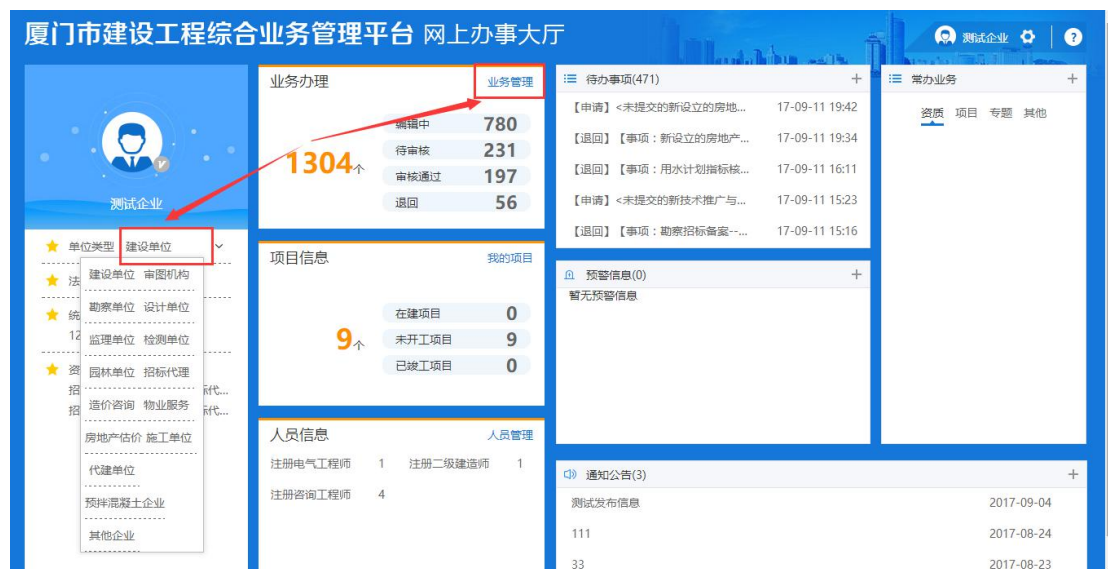 厦门市建设工程综合业务管理平台 网上办事大厅
测试企业
?
测试企业
单位类型 建设单位
法
统
12
资
招 标代...
招 标代...
建设单位 审图机构
勘察单位 设计单位
监理单位 检测单位
园林单位 招标代理
造价咨询 物业服务
房地产估价 施工单位
代建单位
预拌混凝土企业
其他企业
业务办理 业务管理
1304个
编辑中 780
待审核 231
审核通过 197
退回 56
项目信息 我的项目
9个
在建项目 0
未开工项目 9
已竣工项目 0
人员信息 人员管理
注册电气工程师 1 注册二级建造师 1
注册咨询工程师 4
待办事项(471) +
【申请】<未提交的新设立的房地... 17-09-11 19:42
【退回】【事项：新设立的房地产... 17-09-11 19:34
【退回】【事项：用水计划指标核... 17-09-11 16:11
【申请】<未提交的新技术推广与... 17-09-11 15:23
【退回】【事项：勘察招标备案--... 17-09-11 15:16
预警信息(0) +
暂无预警信息
常办业务 +
资质 项目 专题 其他
通知公告(3) +
测试发布信息 2017-09-04
111 2017-08-24
33 2017-08-23